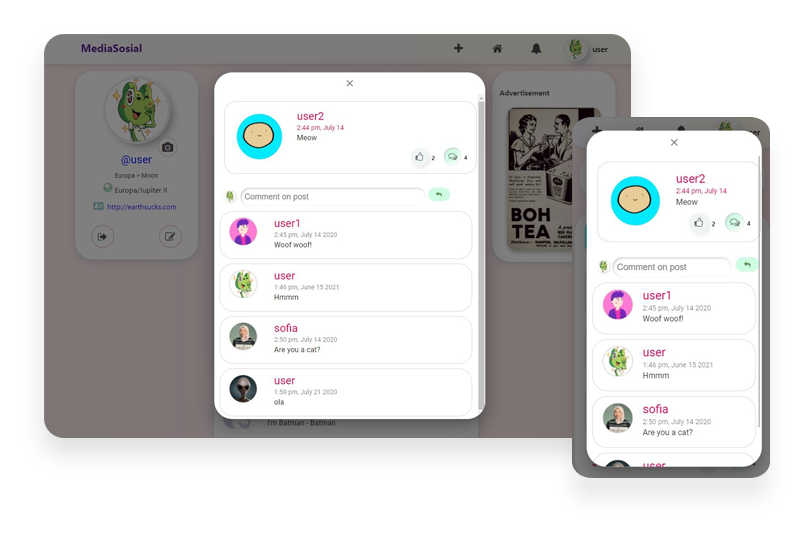 MediaSosial
user
@user
Europa > Moon
Europa/Jupiter II
http://earthsucks.com
user2
2:44 pm, July 14
Meow
2
4
Comment on post
user1
2:45 pm, July 14 2020
Woof woof!
user
1:46 pm, June 15 2021
Hmmm
sofia
2:50 pm, July 14 2020
Are you a cat?
user
1:59 pm, July 21 2020
ola
I'm Batman - Batman
Advertisement
BOH
TEA
user2
2:44 pm, July 14
Meow
2
4
Comment on post
user1
2:45 pm, July 14 2020
Woof woof!
user
1:46 pm, June 15 2021
Hmmm
sofia
2:50 pm, July 14 2020
Are you a cat?
user